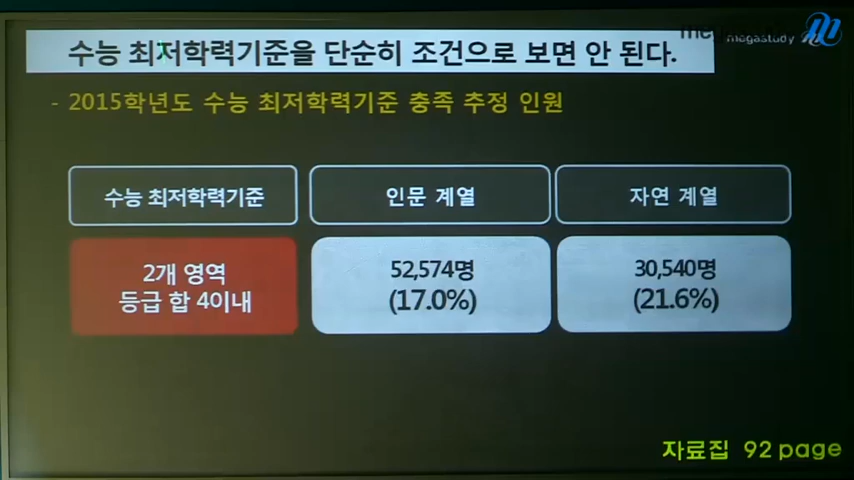 수능 최저학력기준을 단순히 조건으로 보면 안 된다.
megastudy
- 2015학년도 수능 최저학력기준 충족 추정 인원
수능 최저학력기준
인문 계열
자연 계열
2개 영역
등급 합 4이내
52,574명
(17.0%)
30,540명
(21.6%)
자료집 92 page